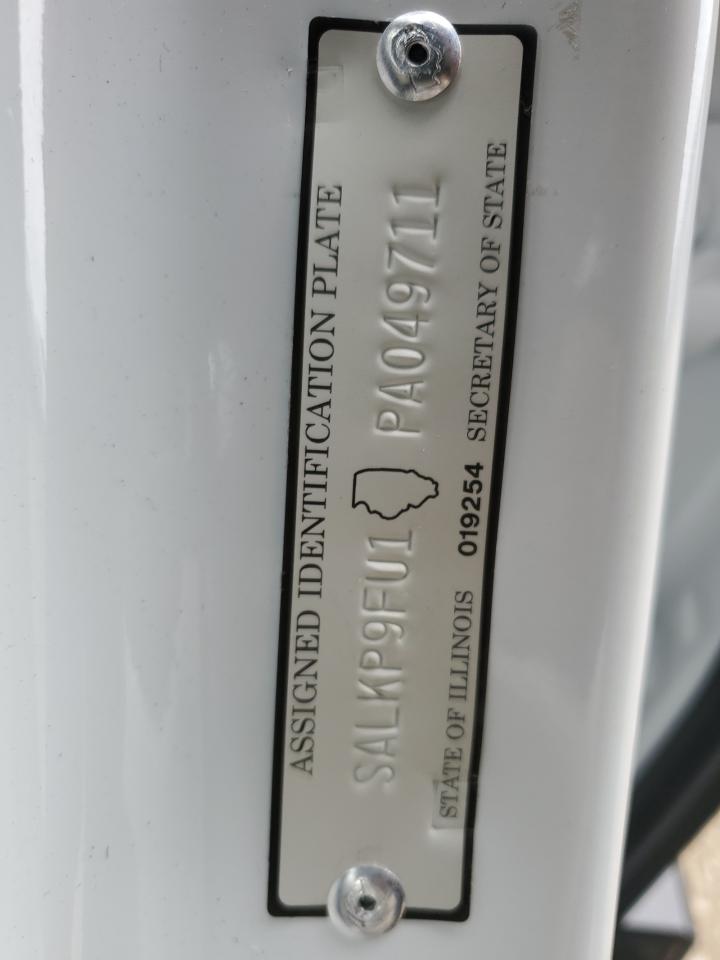 ASSIGNED IDENTIFICATION PLATE
SALKP9FU1 PA049711
STATE OF ILLINOIS 019254 SECRETARY OF STATE